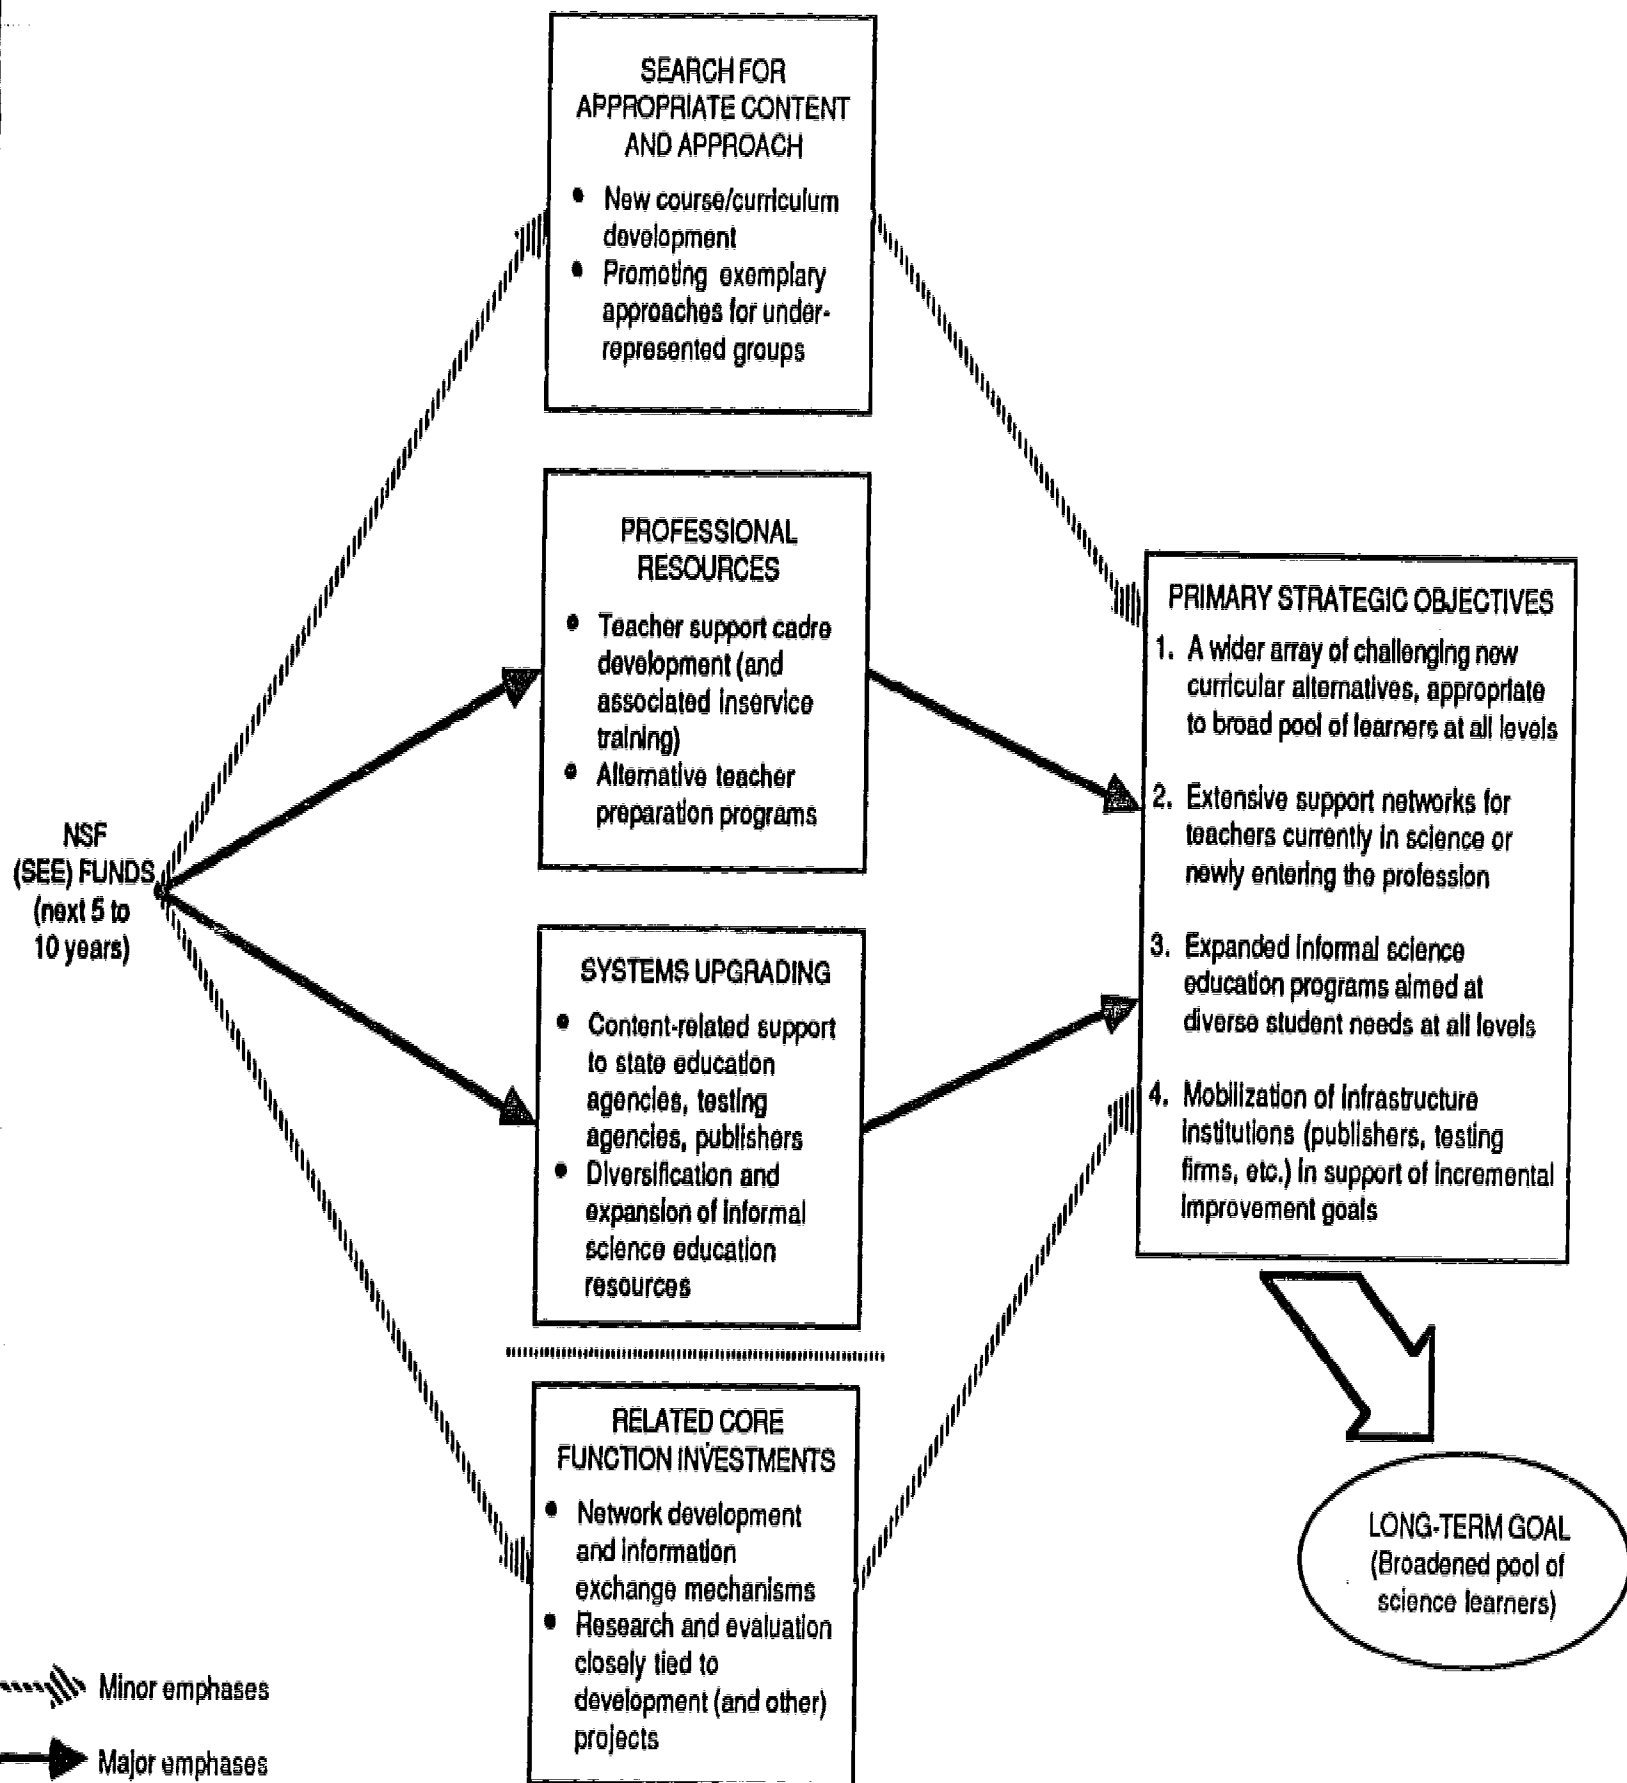 SEARCH FOR
APPROPRIATE CONTENT
AND APPROACH
• New course/curriculum
development
• Promoting exemplary
approaches for under-
represented groups
PROFESSIONAL
RESOURCES
• Teacher support cadre
development (and
associated inservice
training)
• Alternative teacher
preparation programs
NSF
(SEE) FUNDS
(next 5 to
10 years)
SYSTEMS UPGRADING
• Content-related support
to state education
agencies, testing
agencies, publishers
• Diversification and
expansion of informal
science education
resources
RELATED CORE
FUNCTION INVESTMENTS
• Network development
and information
exchange mechanisms
• Research and evaluation
closely tied to
development (and other)
projects
PRIMARY STRATEGIC OBJECTIVES
1. A wider array of challenging new
curricular alternatives, appropriate
to broad pool of learners at all levels
2. Extensive support networks for
teachers currently in science or
newly entering the profession
3. Expanded informal science
education programs aimed at
diverse student needs at all levels
4. Mobilization of infrastructure
institutions (publishers, testing
firms, etc.) in support of incremental
improvement goals
LONG-TERM GOAL
(Broadened pool of
science learners)
Minor emphases
Major emphases